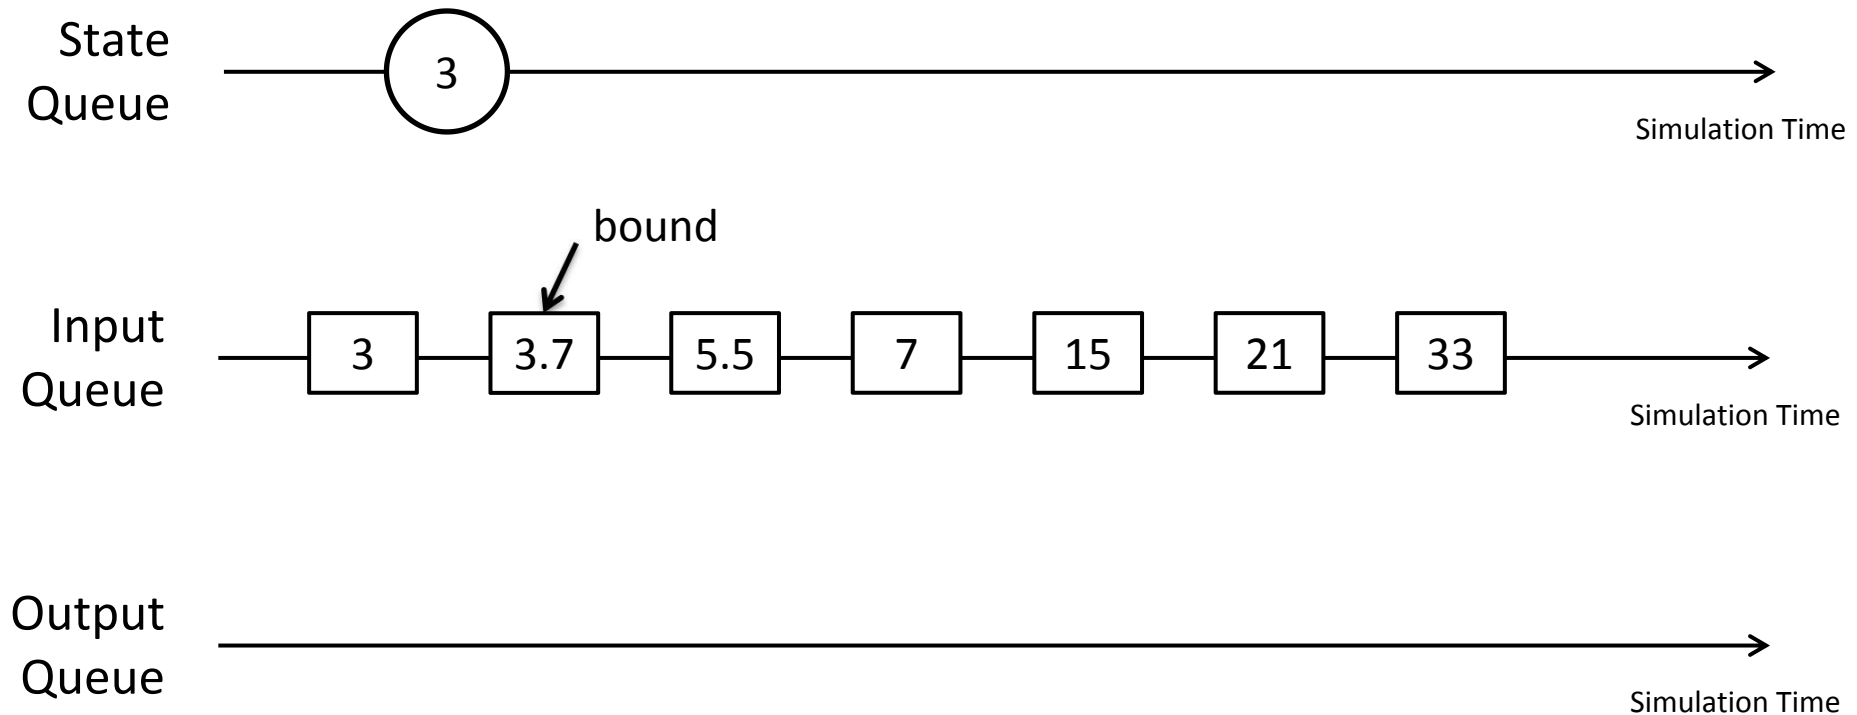 State
Queue
3
Simulation Time
bound
Input
Queue
3 3.7 5.5 7 15 21 33
Simulation Time
Output
Queue
Simulation Time